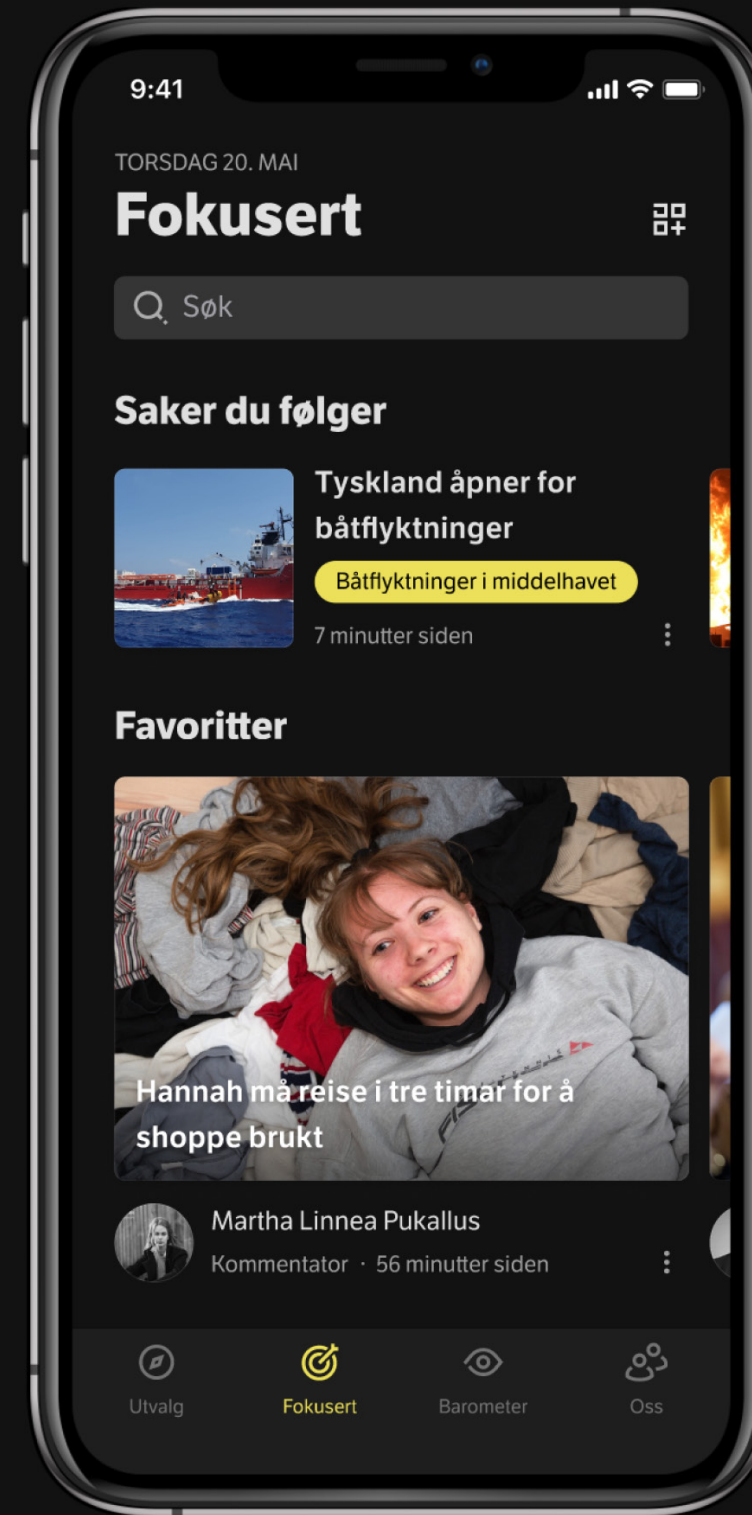 9:41
TORSDAG 20. MAI
Fokusert
Søk
Saker du følger
Tyskland åpner for
båtflyktninger
Båtflyktninger i middelhavet
7 minutter siden
Favoritter
Hannah må reise i tre timar for å
shoppe brukt
Martha Linnea Pukallus
Kommentator · 56 minutter siden
Utvalg
Fokusert
Barometer
Oss